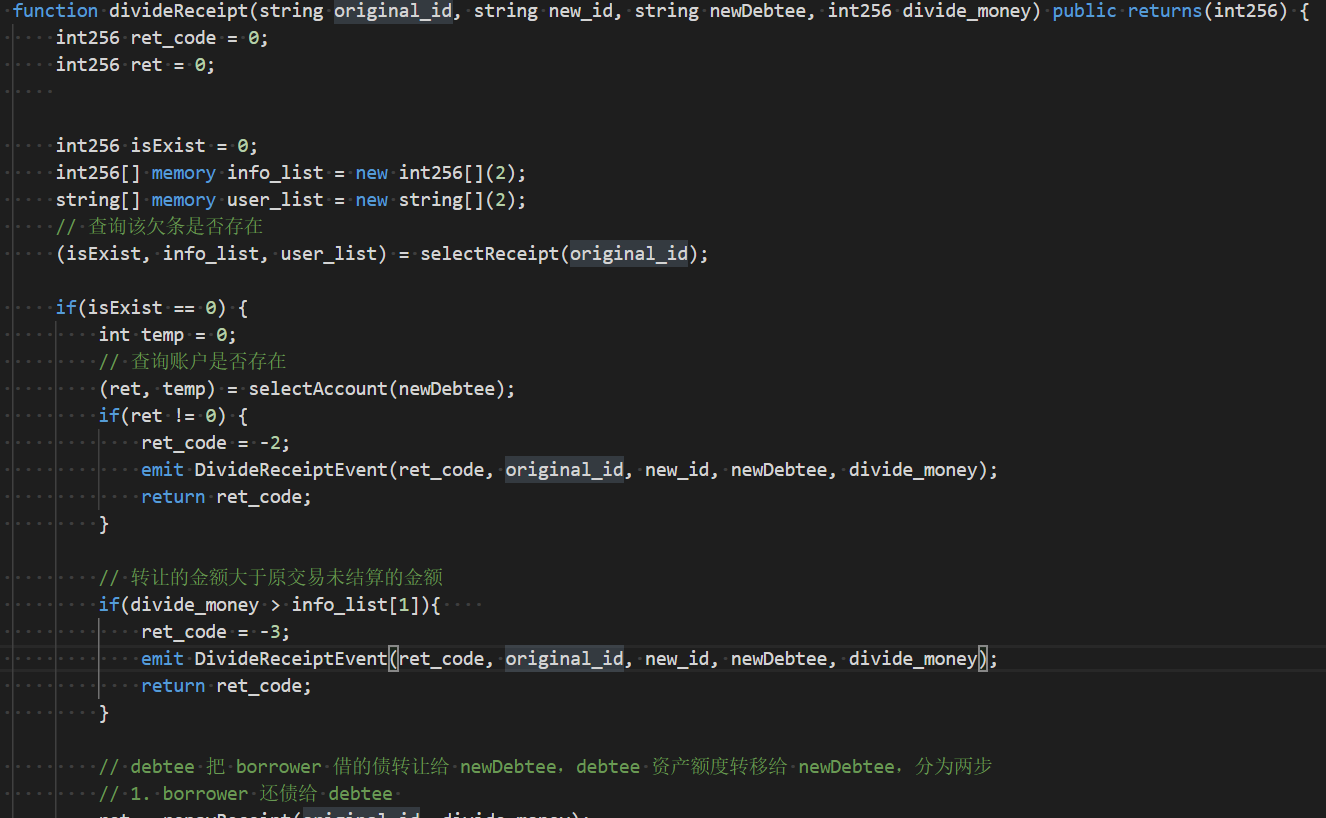 function divideReceipt(string original_id, string new_id, string newDebtee, int256 divide_money) public returns(int256) {
int256 ret_code = 0;
int256 ret = 0;
int256 isExist = 0;
int256[] memory info_list = new int256[](2);
string[] memory user_list = new string[](2);
// 查询该欠条是否存在
(isExist, info_list, user_list) = selectReceipt(original_id);
if(isExist == 0) {
int temp = 0;
// 查询账户是否存在
(ret, temp) = selectAccount(newDebtee);
if(ret != 0) {
ret_code = -2;
emit DivideReceiptEvent(ret_code, original_id, new_id, newDebtee, divide_money);
return ret_code;
}
// 转让的金额大于原交易未结算的金额
if(divide_money > info_list[1]){
ret_code = -3;
emit DivideReceiptEvent(ret_code, original_id, new_id, newDebtee, divide_money);
return ret_code;
}
// debtee 把 borrower 借的债转让给 newDebtee，debtee 资产额度转移给 newDebtee，分为两步
// 1. borrower 还债给 debtee